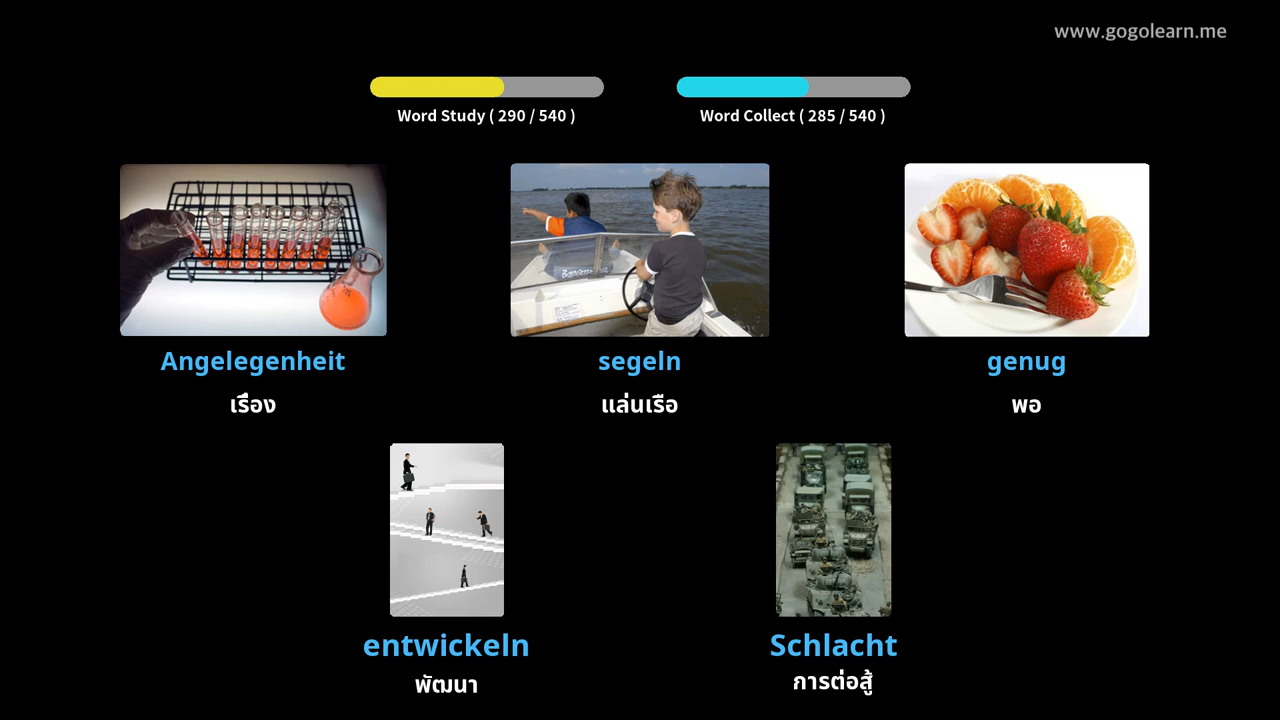 www.gogolearn.me
Word Study ( 290 / 540 )
Word Collect ( 285 / 540 )
Angelegenheit
segeln
genug
เรื่อง
แล่นเรือ
พอ
entwickeln
Schlacht
พัฒนา
การต่อสู้